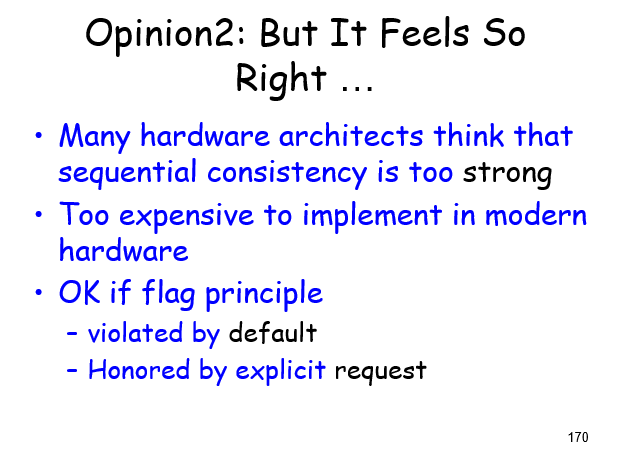 Opinion2: But It Feels So
Right …
• Many hardware architects think that
sequential consistency is too strong
• Too expensive to implement in modern
hardware
• OK if flag principle
– violated by default
– Honored by explicit request
170